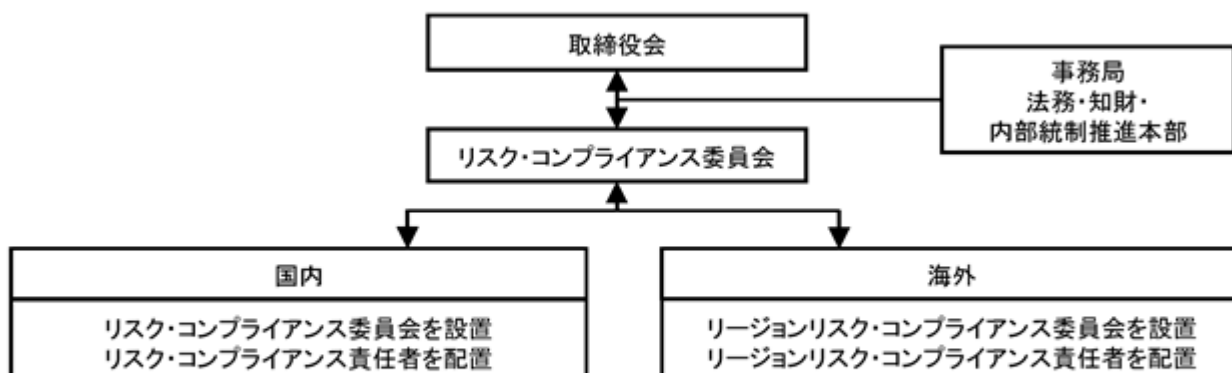 取締役会
事務局
法務・知財・
内部統制推進本部
リスク・コンプライアンス委員会
国内
リスク・コンプライアンス委員会を設置
リスク・コンプライアンス責任者を配置
海外
リージョンリスク・コンプライアンス委員会を設置
リージョンリスク・コンプライアンス責任者を配置